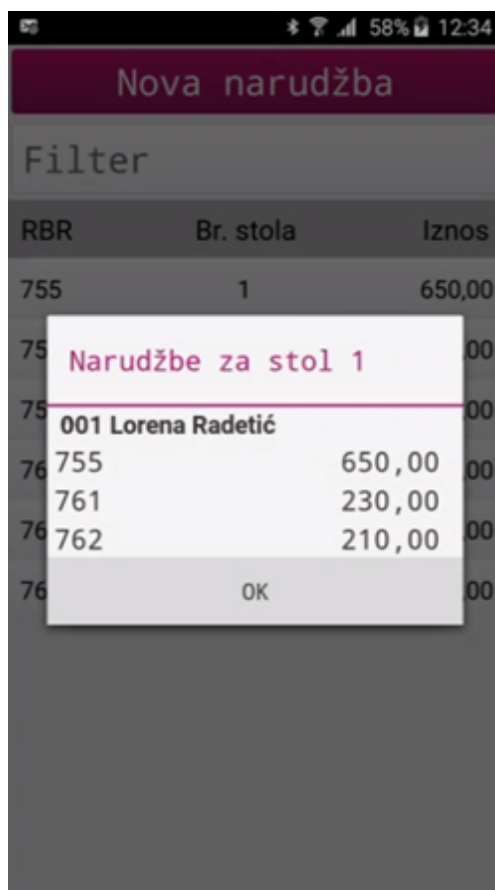 58% 12:34
Nova narudžba
Filter
RBR Br. stola Iznos
755 1 650,00
Narudžbe za stol 1
001 Lorena Radetić
755 650,00
761 230,00
762 210,00
OK